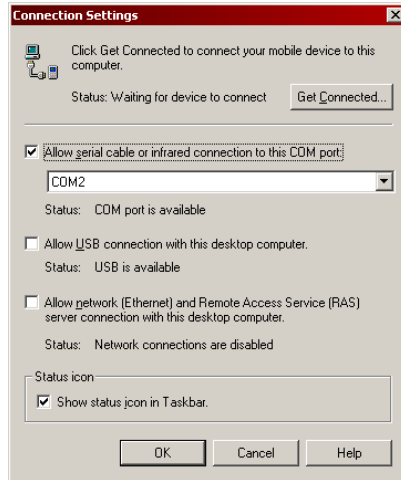 Connection Settings
Click Get Connected to connect your mobile device to this
computer.
Status: Waiting for device to connect
Get Connected...
Allow serial cable or infrared connection to this COM port:
COM2
Status: COM port is available
Allow USB connection with this desktop computer.
Status: USB is available
Allow network (Ethernet) and Remote Access Service (RAS)
server connection with this desktop computer.
Status: Network connections are disabled
Status icon
Show status icon in Taskbar.
OK
Cancel
Help